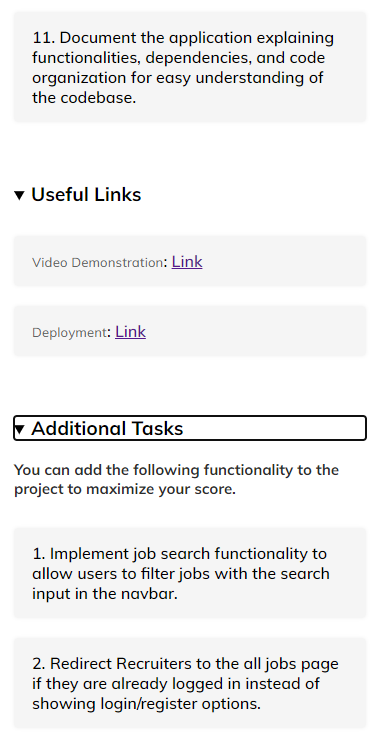 11. Document the application explaining
functionalities, dependencies, and code
organization for easy understanding of
the codebase.
Useful Links
Video Demonstration: Link
Deployment: Link
Additional Tasks
You can add the following functionality to the
project to maximize your score.
1. Implement job search functionality to
allow users to filter jobs with the search
input in the navbar.
2. Redirect Recruiters to the all jobs page
if they are already logged in instead of
showing login/register options.